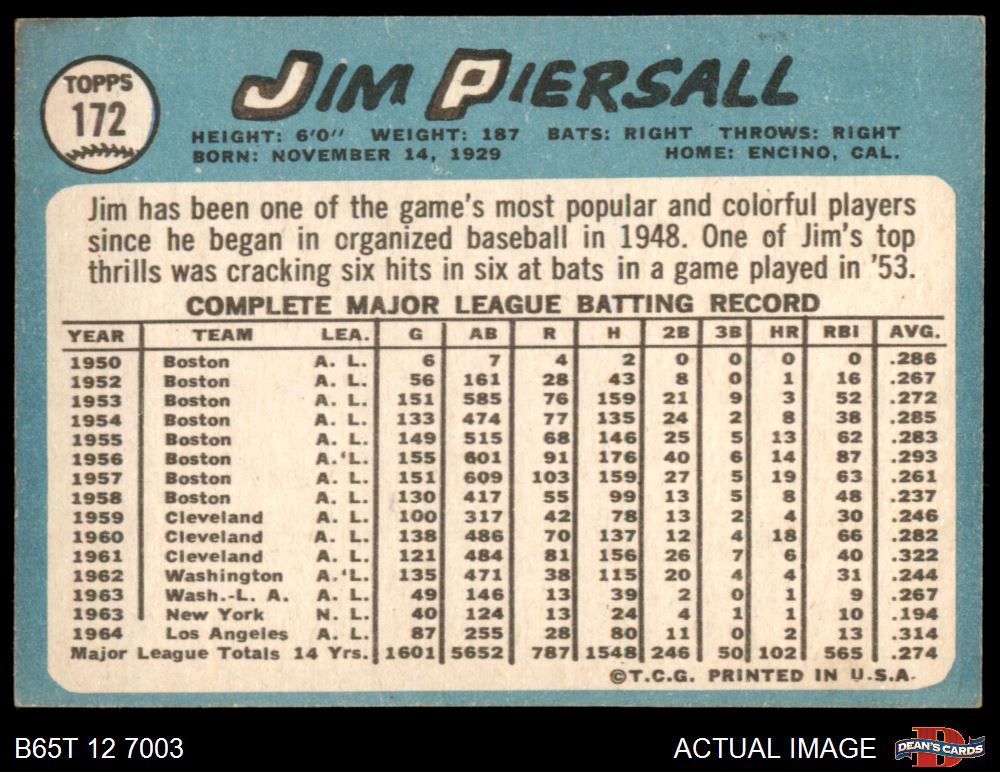 TOPPS
172
JIM PIERSALL
HEIGHT: 6'0" WEIGHT: 187 BATS: RIGHT THROWS: RIGHT
BORN: NOVEMBER 14, 1929 HOME: ENCINO, CAL.
Jim has been one of the game's most popular and colorful players
since he began in organized baseball in 1948. One of Jim's top
thrills was cracking six hits in six at bats in a game played in '53.
COMPLETE MAJOR LEAGUE BATTING RECORD
YEAR TEAM LEA. G AB R H 2B 3B HR RBI AVG.
1950 Boston A. L. 6 7 4 2 0 0 0 0 .286
1952 Boston A. L. 56 161 28 43 8 0 1 16 .267
1953 Boston A. L. 151 585 76 159 21 9 3 52 .272
1954 Boston A. L. 133 474 77 135 24 2 8 38 .285
1955 Boston A. L. 149 515 68 146 25 5 13 62 .283
1956 Boston A. L. 155 601 91 176 40 6 14 87 .293
1957 Boston A. L. 151 609 103 159 27 5 19 63 .261
1958 Boston A. L. 130 417 55 99 13 5 8 48 .237
1959 Cleveland A. L. 100 317 42 78 13 2 4 30 .246
1960 Cleveland A. L. 138 486 70 137 12 4 18 66 .282
1961 Cleveland A. L. 121 484 81 156 26 7 6 40 .322
1962 Washington A. L. 135 471 38 115 20 4 4 31 .244
1963 Wash.-L. A. A. L. 49 146 13 39 2 0 1 9 .267
1963 New York N. L. 40 124 13 24 4 1 1 10 .194
1964 Los Angeles A. L. 87 255 28 80 11 0 2 13 .314
Major League Totals 14 Yrs. 1601 5652 787 1548 246 50 102 565 .274
©T.C.G. PRINTED IN U.S.A.
B65T 12 7003 ACTUAL IMAGE DEAN'S CARDS